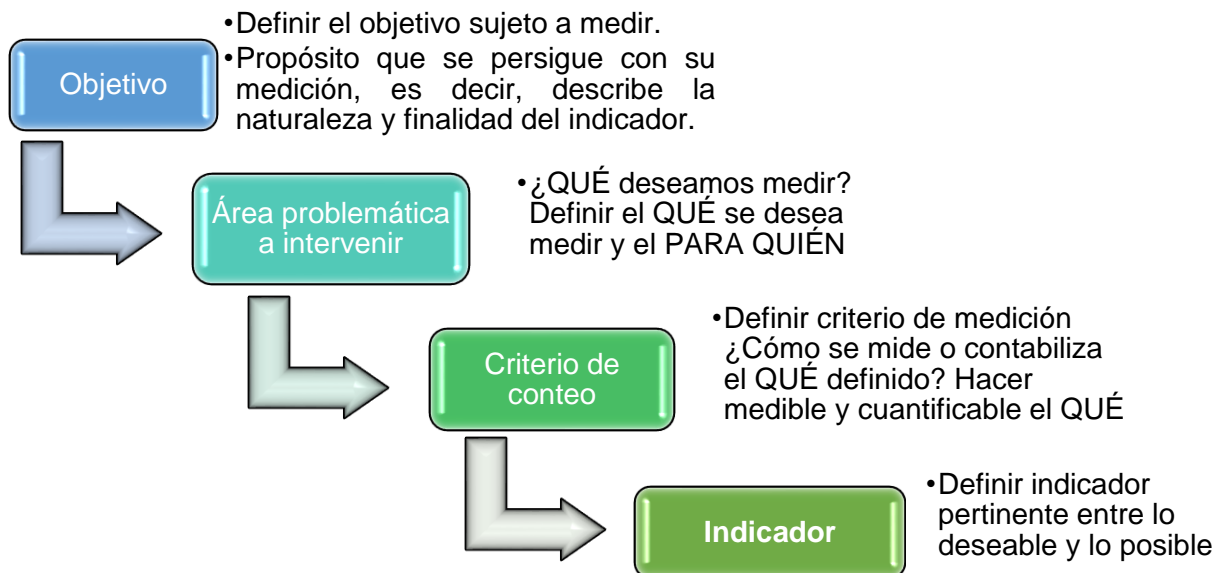 Objetivo
•Definir el objetivo sujeto a medir.
•Propósito que se persigue con su
medición, es decir, describe la
naturaleza y finalidad del indicador.
Área problemática
a intervenir
•¿QUÉ deseamos medir?
Definir el QUÉ se desea
medir y el PARA QUIÉN
Criterio de
conteo
•Definir criterio de medición
¿Cómo se mide o contabiliza
el QUÉ definido? Hacer
medible y cuantificable el QUÉ
Indicador
•Definir indicador
pertinente entre lo
deseable y lo posible